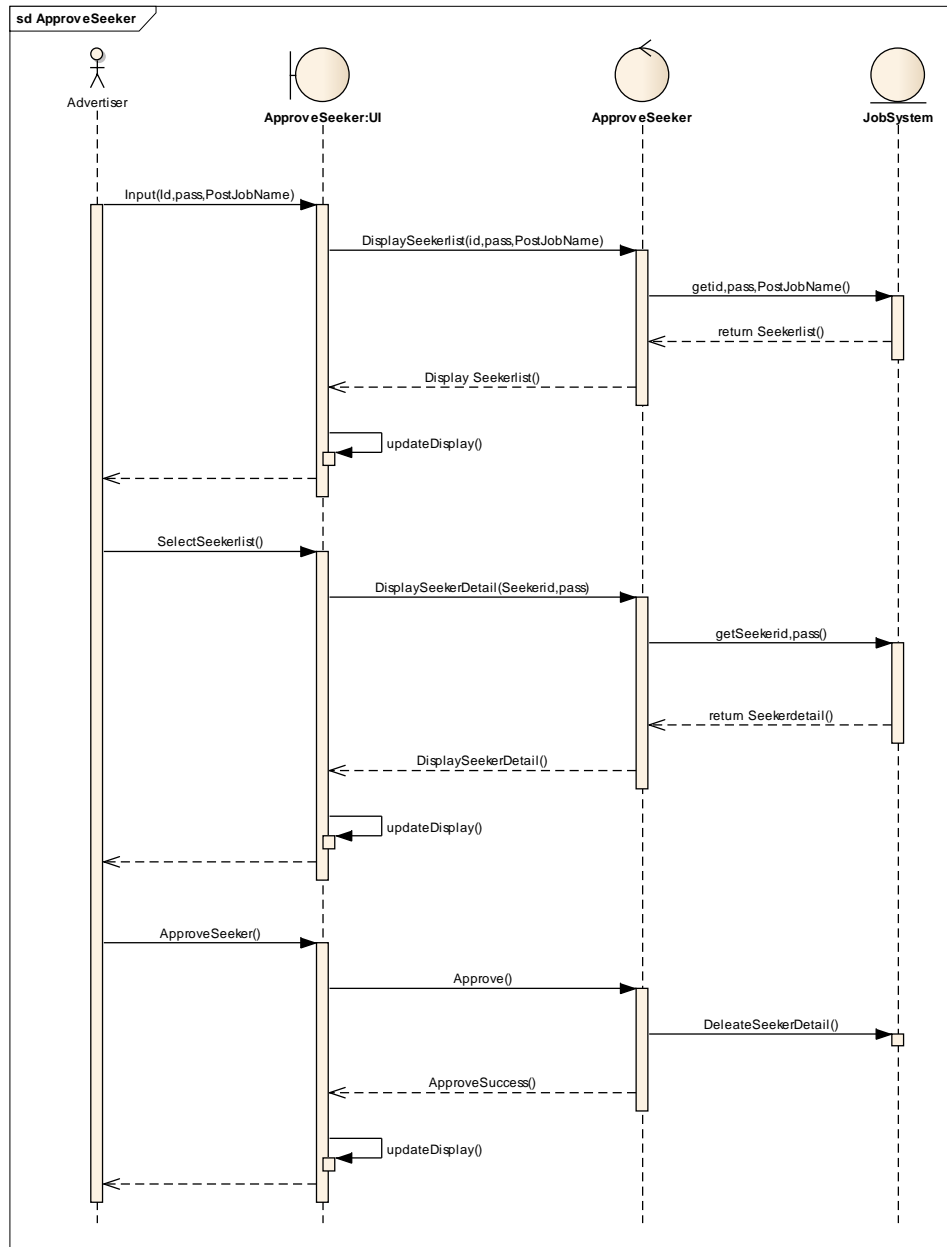 sd ApproveSeeker
Advertiser
ApproveSeeker:UI
ApproveSeeker
JobSystem
Input(Id,pass,PostJobName)
DisplaySeekerlist(id,pass,PostJobName)
getid,pass,PostJobName()
return Seekerlist()
Display Seekerlist()
updateDisplay()
SelectSeekerlist()
DisplaySeekerDetail(Seekerid,pass)
getSeekerid,pass()
return Seekerdetail()
DisplaySeekerDetail()
updateDisplay()
ApproveSeeker()
Approve()
DeleateSeekerDetail()
ApproveSuccess()
updateDisplay()